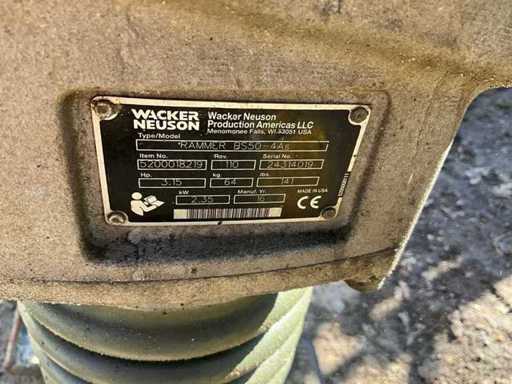 WACKER NEUSON
Wacker Neuson
Production Americas LLC
Menomonee Falls, WI 53051 USA
Type/Model
RAMMER BS50-4As
Item No. Rev. Serial No.
5200018219 110 24314019
Hp. kg. lbs.
3.15 64 141
kW Manuf. Yr. MADE IN USA
2.35 16 CE